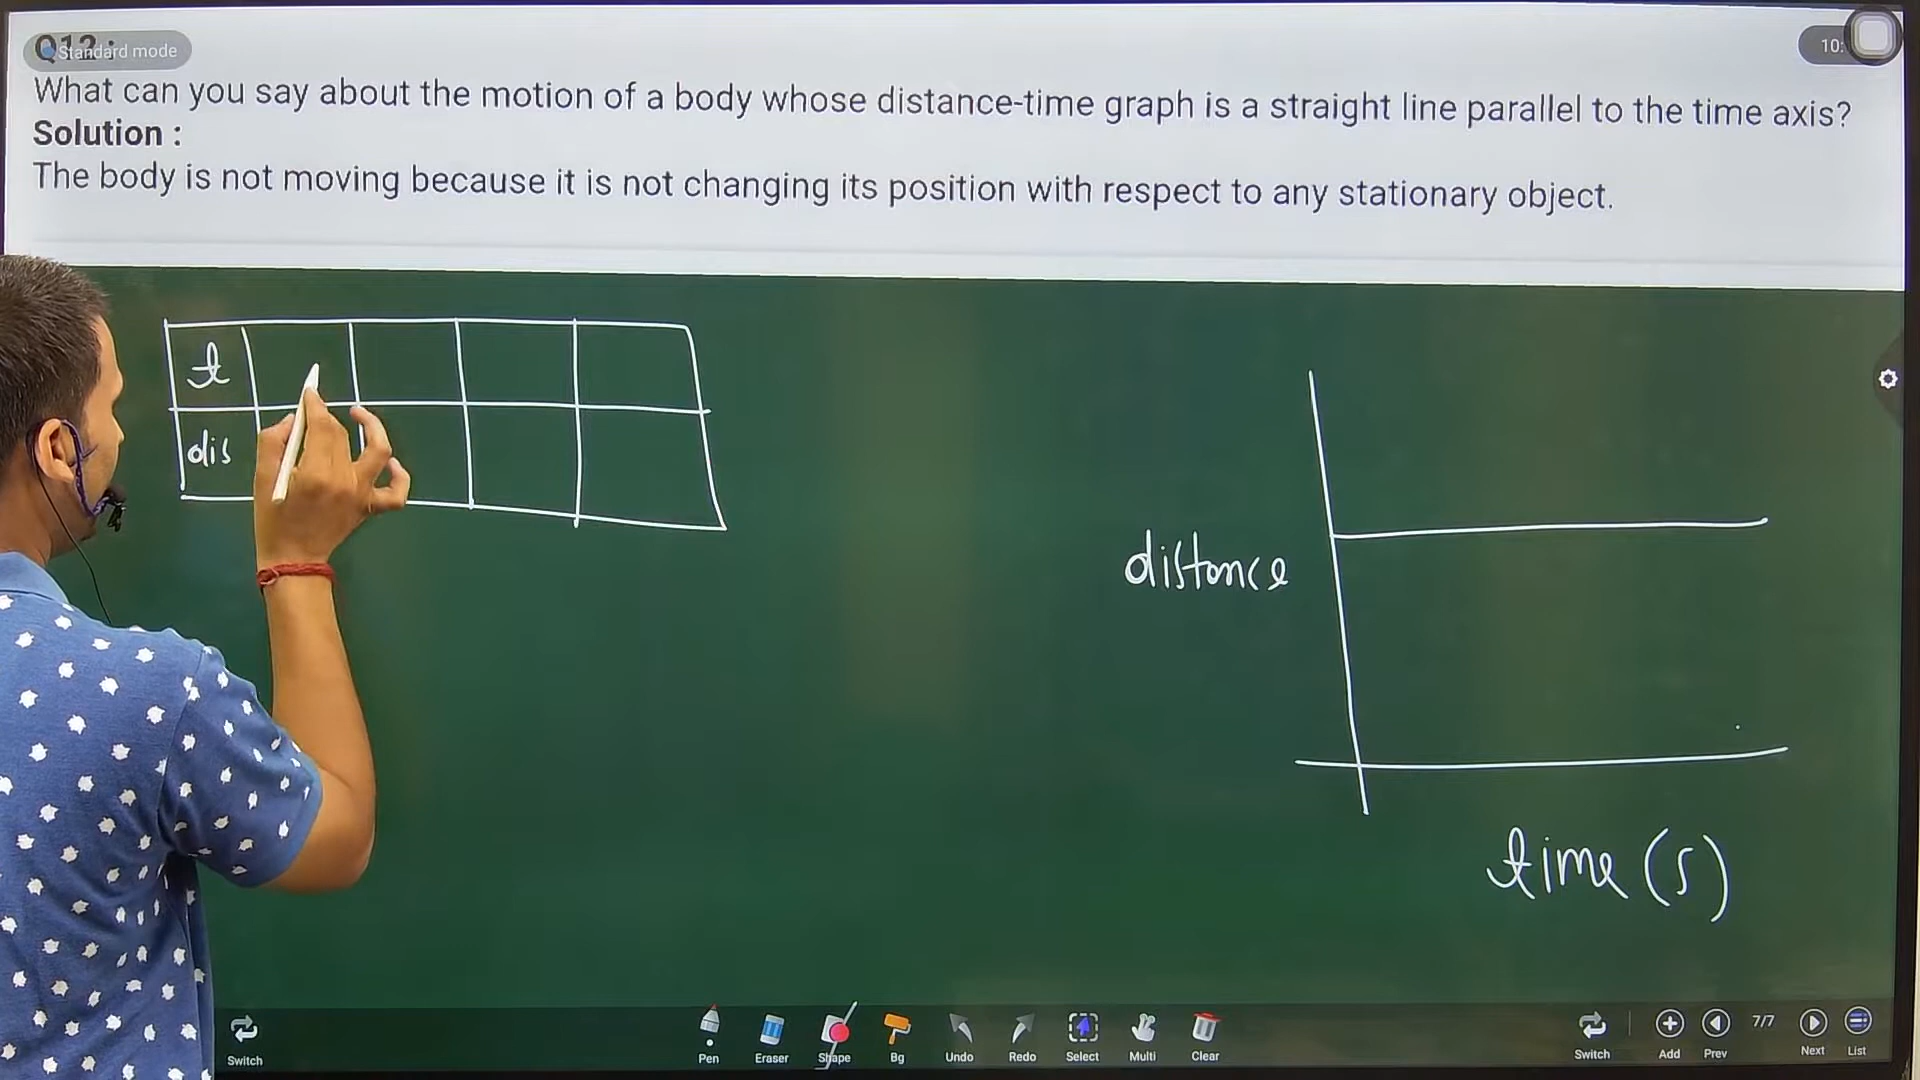 Q12 :
Standard mode
10:
What can you say about the motion of a body whose distance-time graph is a straight line parallel to the time axis?
Solution :
The body is not moving because it is not changing its position with respect to any stationary object.
t
dis
distance
time (s)
Switch
Pen
Eraser
Shape
Bg
Undo
Redo
Select
Multi
Clear
Switch
Add
Prev
7/7
Next
List